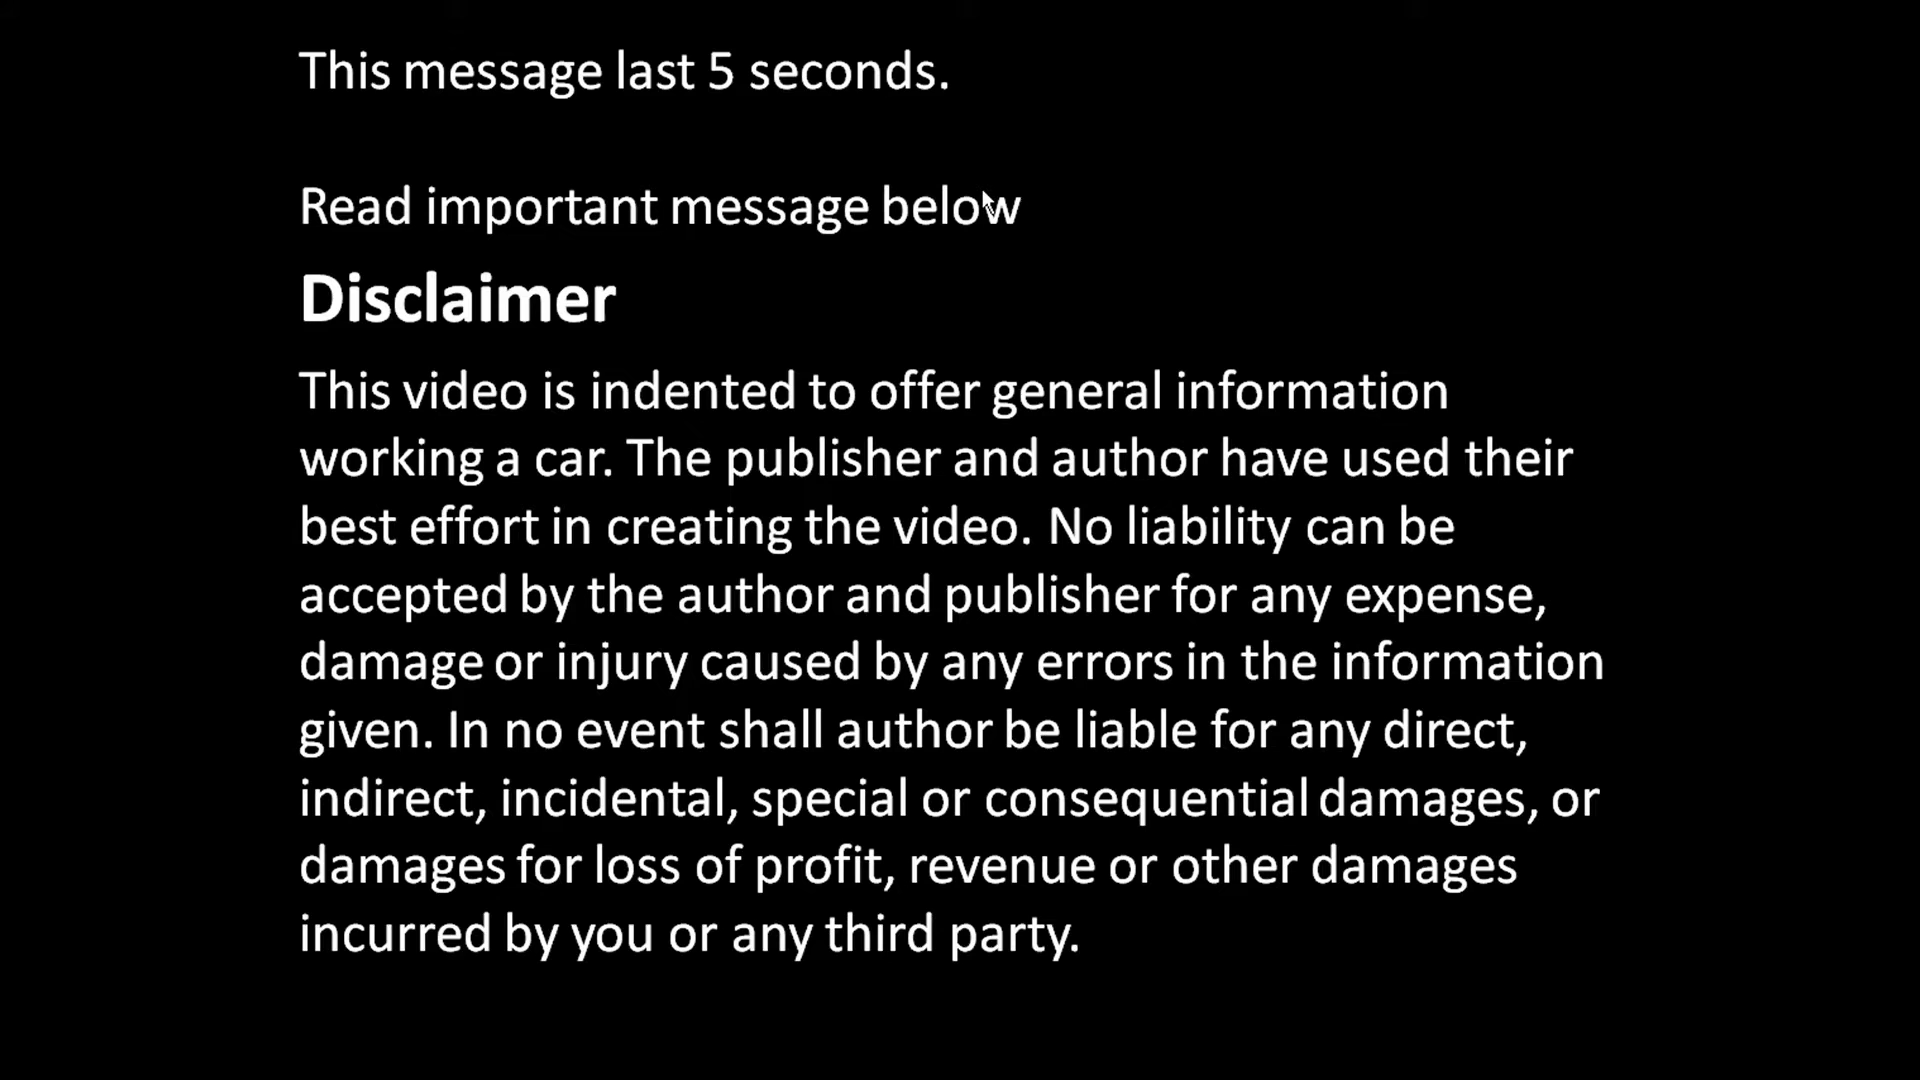 This message last 5 seconds.
Read important message below
Disclaimer
This video is indented to offer general information
working a car. The publisher and author have used their
best effort in creating the video. No liability can be
accepted by the author and publisher for any expense,
damage or injury caused by any errors in the information
given. In no event shall author be liable for any direct,
indirect, incidental, special or consequential damages, or
damages for loss of profit, revenue or other damages
incurred by you or any third party.